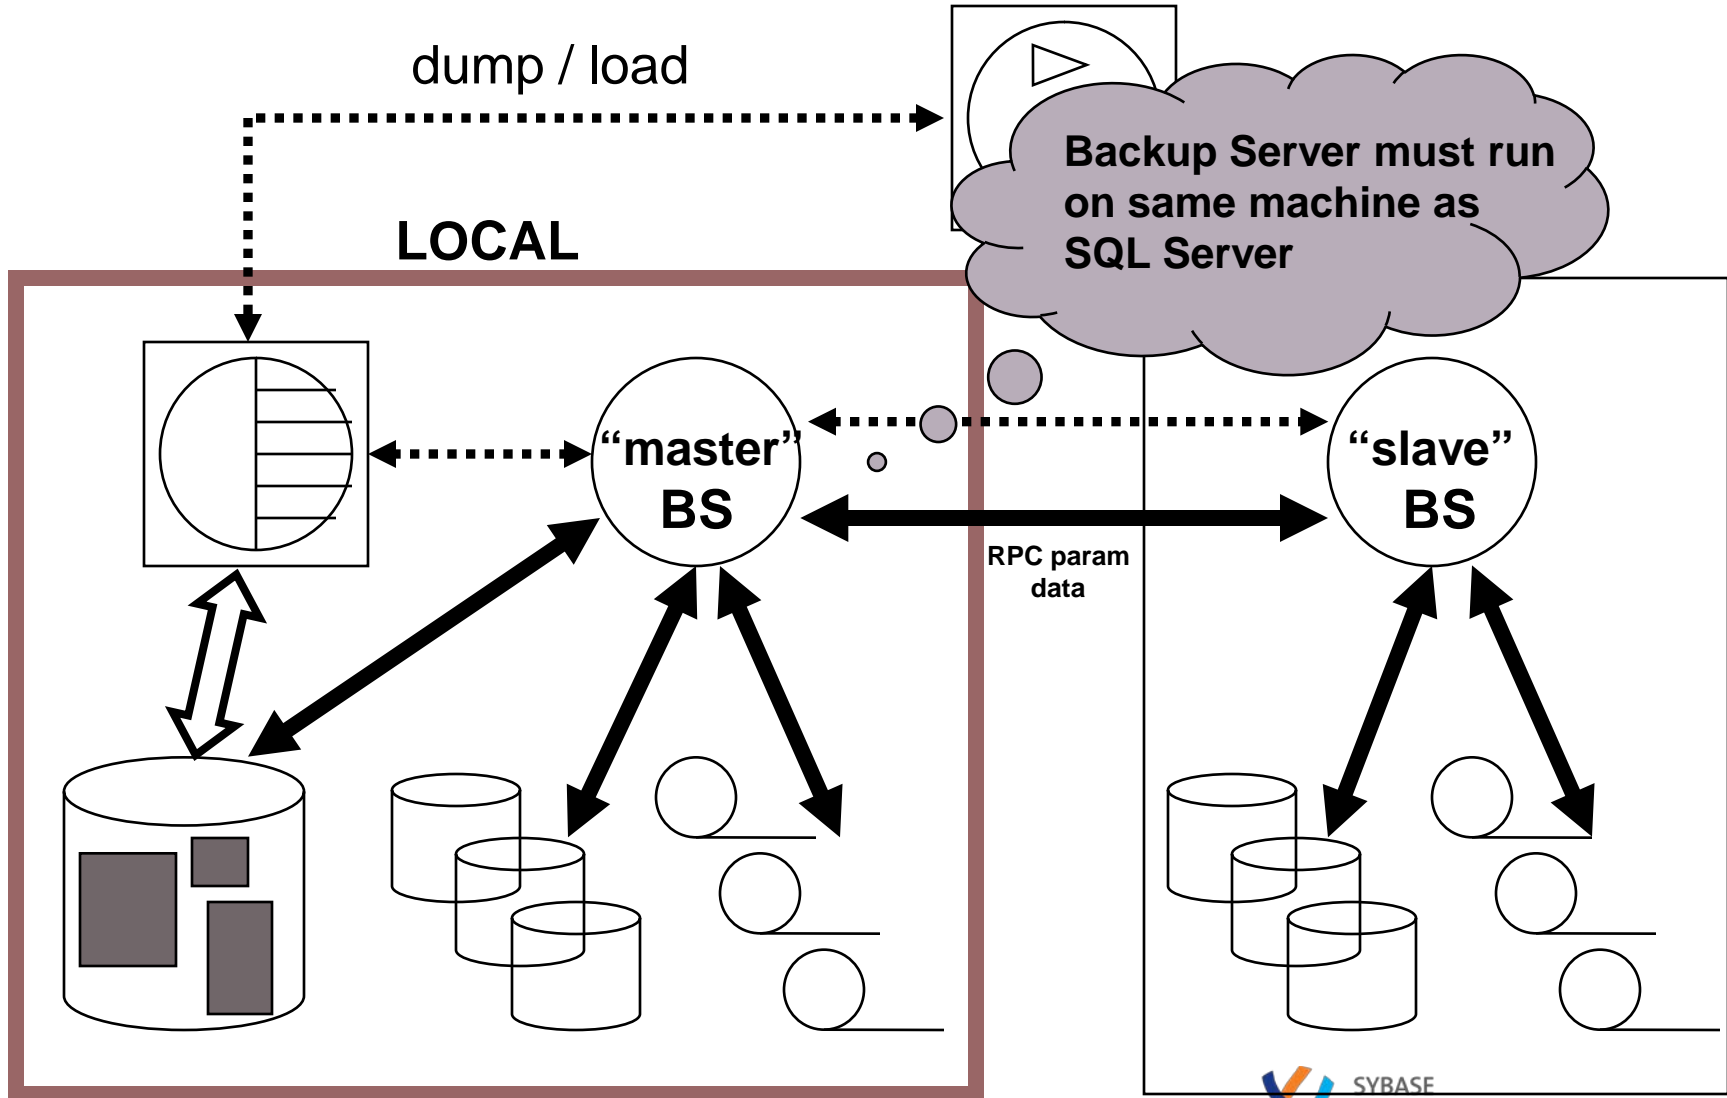 dump / load
Backup Server must run
on same machine as
SQL Server
LOCAL
“master”
BS
“slave”
BS
RPC param
data
SYBASE